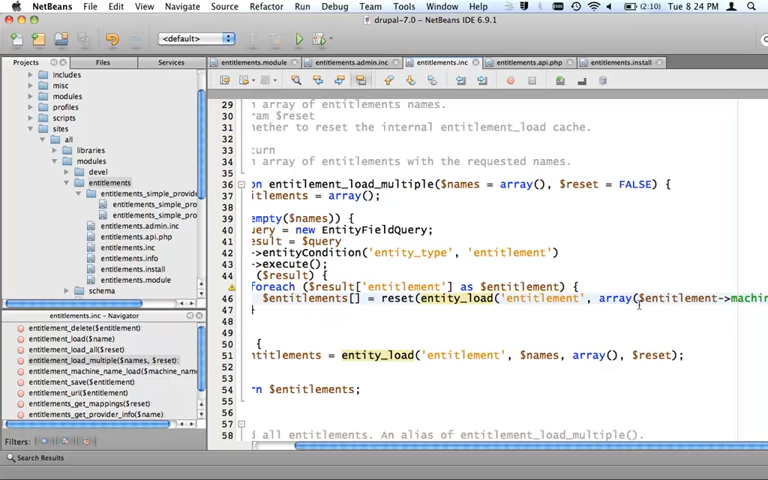 NetBeans File Edit View Navigate Source Refactor Run Debug Team Tools Window Help (2:10) Tue 8:24 PM
drupal-7.0 - NetBeans IDE 6.9.1
<default>
Projects Files Services
entitlements.module entitlements.admin.inc entitlements.inc entitlements.api.php entitlements.install
includes
misc
modules
profiles
scripts
sites
all
libraries
modules
devel
entitlements
entitlements_simple_provide
entitlements_simple_pro
entitlements_simple_pro
entitlements.admin.inc
entitlements.api.php
entitlements.inc
entitlements.info
entitlements.install
entitlements.module
schema
entitlements.inc - Navigator
entitlement_delete($entitlement)
entitlement_load($name)
entitlement_load_all($reset)
entitlement_load_multiple($names, $reset):
entitlement_machine_name_load($machine_name
entitlement_save($entitlement)
entitlement_uri($entitlement)
entitlements_get_mappings($reset)
entitlements_get_provider_info($name)
Filters:
Search Results
29 n array of entitlements names.
30 ram $reset
31 hether to reset the internal entitlement_load cache.
32
33 urn
34 n array of entitlements with the requested names.
35
36 on entitlement_load_multiple($names = array(), $reset = FALSE) {
37 itlements = array();
38
39 empty($names)) {
40 uery = new EntityFieldQuery;
41 esult = $query
42 ->entityCondition('entity_type', 'entitlement')
43 ->execute();
44 ($result) {
foreach ($result['entitlement'] as $entitlement) {
46 $entitlements[] = reset(entity_load('entitlement', array($entitlement->machin
47 }
48
49
50 {
51 ntitlements = entity_load('entitlement', $names, array(), $reset);
52
53
54 rn $entitlements;
55
56
57
58 d all entitlements. An alias of entitlement_load_multiple().